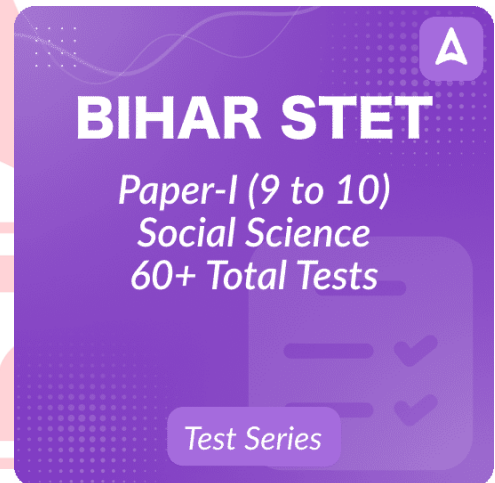 BIHAR STET
Paper-I (9 to 10)
Social Science
60+ Total Tests
Test Series